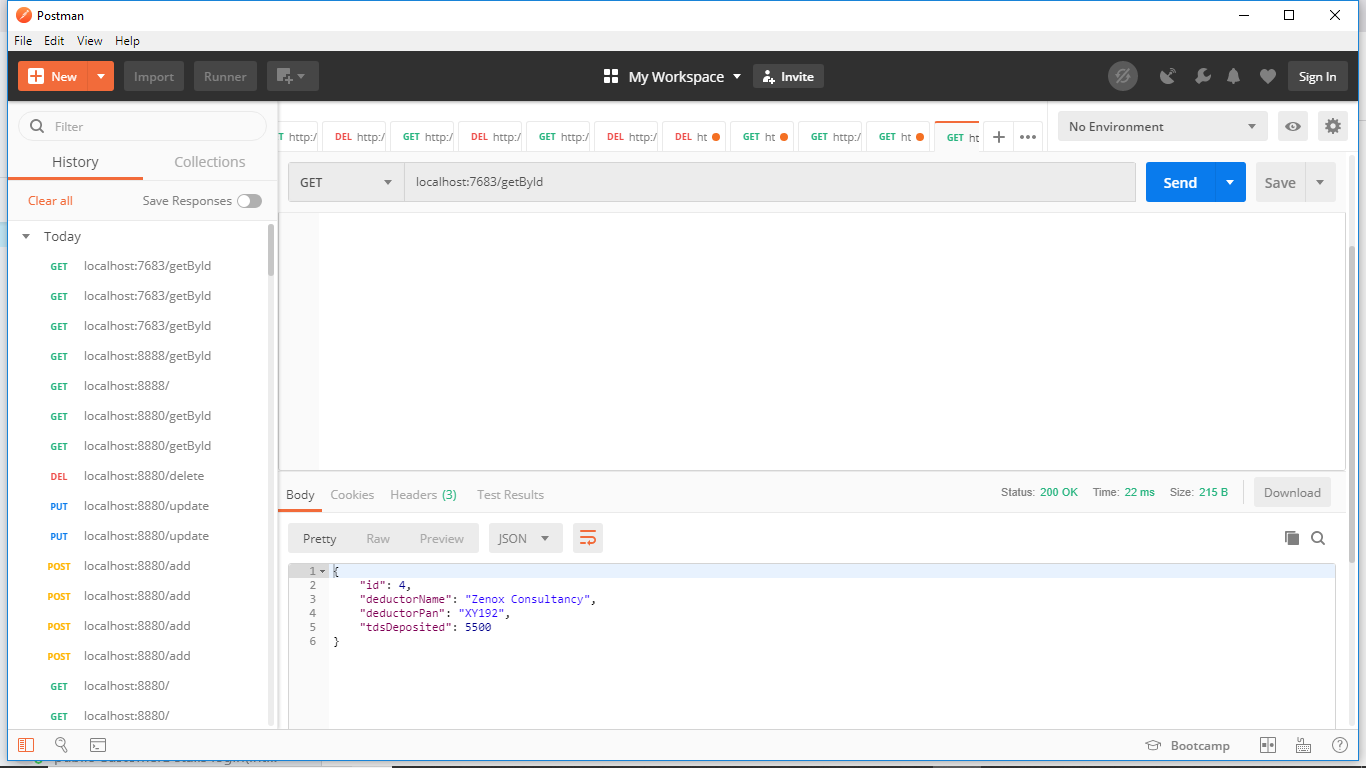 Postman
File Edit View Help
New Import Runner My Workspace Invite Sign In
Filter
History Collections
Clear all Save Responses
Today
GET localhost:7683/getById
GET localhost:7683/getById
GET localhost:7683/getById
GET localhost:8888/getById
GET localhost:8888/
GET localhost:8880/getById
GET localhost:8880/getById
DEL localhost:8880/delete
PUT localhost:8880/update
PUT localhost:8880/update
POST localhost:8880/add
POST localhost:8880/add
POST localhost:8880/add
POST localhost:8880/add
GET localhost:8880/
GET localhost:8880/
T http:/ DEL http:/ GET http:/ DEL http:/ GET http:/ DEL http:/ DEL ht GET ht GET http:/ GET ht GET ht
No Environment
GET localhost:7683/getById Send Save
Body Cookies Headers (3) Test Results Status: 200 OK Time: 22 ms Size: 215 B Download
Pretty Raw Preview JSON
1 {
2 "id": 4,
3 "deductorName": "Zenox Consultancy",
4 "deductorPan": "XY192",
5 "tdsDeposited": 5500
6 }
Bootcamp